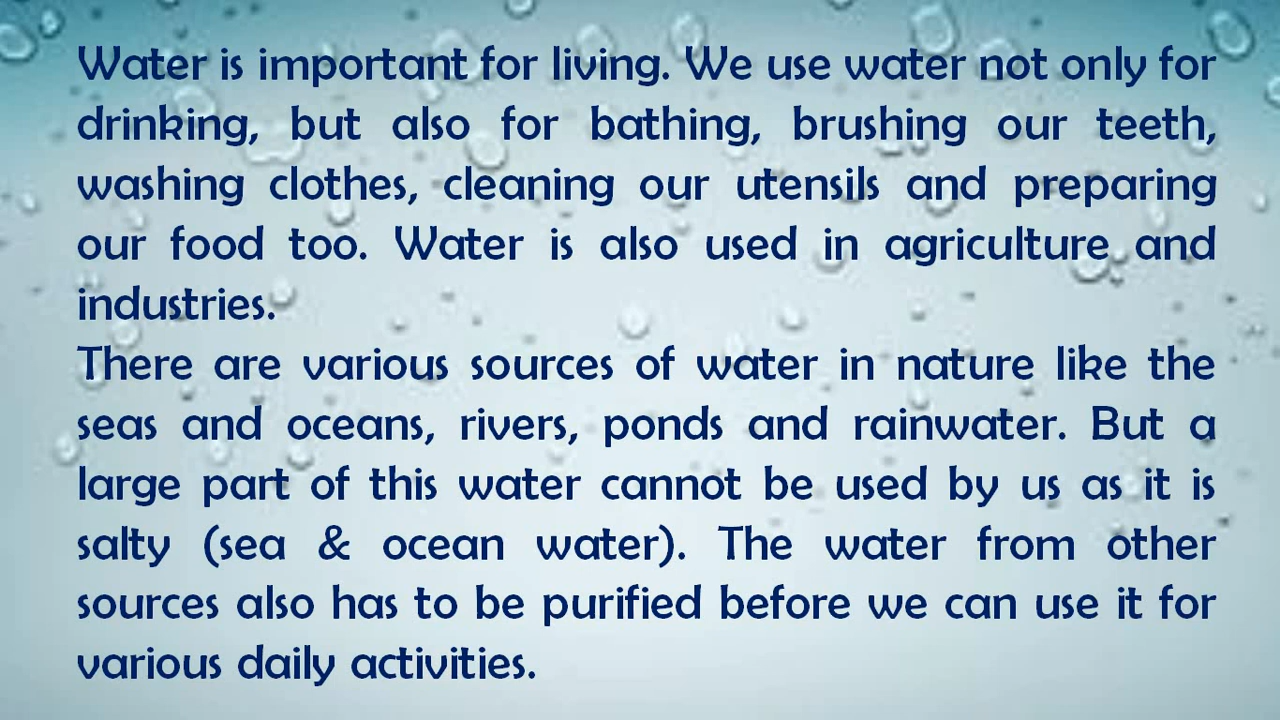 Water is important for living. We use water not only for
drinking, but also for bathing, brushing our teeth,
washing clothes, cleaning our utensils and preparing
our food too. Water is also used in agriculture and
industries.
There are various sources of water in nature like the
seas and oceans, rivers, ponds and rainwater. But a
large part of this water cannot be used by us as it is
salty (sea & ocean water). The water from other
sources also has to be purified before we can use it for
various daily activities.